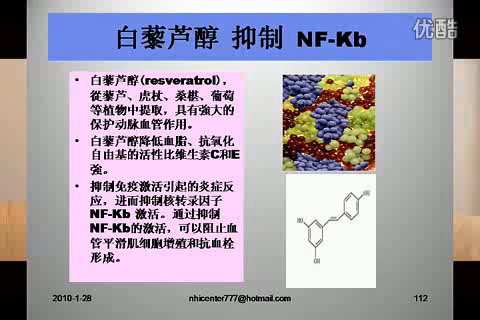 优酷
白藜芦醇 抑制 NF-Kb
• 白藜芦醇(resveratrol),
從藜芦、虎杖、桑椹、葡萄
等植物中提取，具有強大的
保护动脉血管作用。
• 白藜芦醇降低血脂、抗氧化
自由基的活性比维生素C和E
強。
• 抑制免疫激活引起的炎症反
应，进而抑制核转录因子
NF-Kb 激活。通过抑制
NF-Kb的激活，可以阻止血
管平滑肌细胞增殖和抗血栓
形成。
OH
HO
OH
2010-1-28
nhicenter777@hotmail.com
112